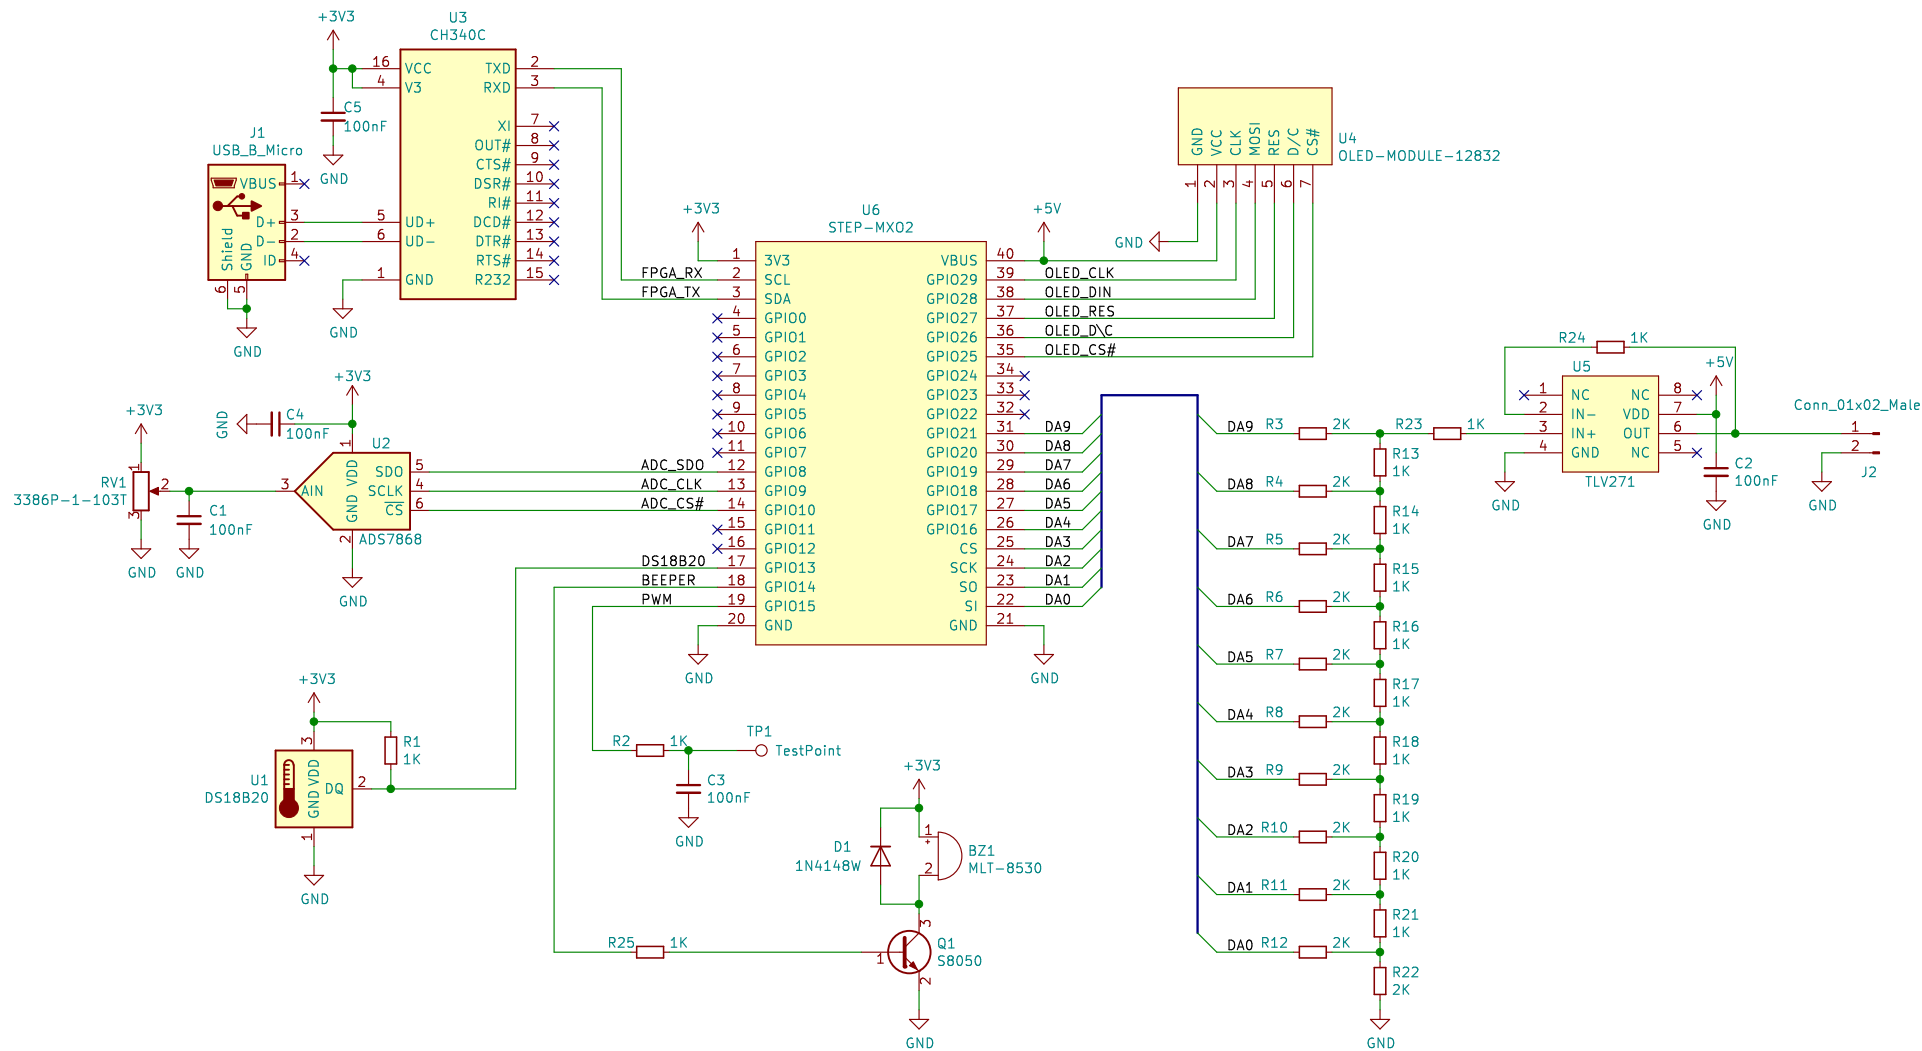 +3V3
U3
CH340C
16 VCC
4 V3
TXD 2
RXD 3
XI 7
OUT# 8
CTS# 9
DSR# 10
RI# 11
DCD# 12
DTR# 13
RTS# 14
R232 15
5 UD+
6 UD-
1 GND
C5
100nF
GND
J1
USB_B_Micro
VBUS 1
D+ 3
D- 2
ID 4
Shield
GND
6
5
GND
GND
U4
OLED-MODULE-12832
GND
VCC
CLK
MOSI
RES
D/C
CS#
1
2
3
4
5
6
7
GND
+5V
+3V3
U6
STEP-MXO2
1 3V3
FPGA_RX 2 SCL
FPGA_TX 3 SDA
4 GPIO0
5 GPIO1
6 GPIO2
7 GPIO3
8 GPIO4
9 GPIO5
10 GPIO6
11 GPIO7
ADC_SDO 12 GPIO8
ADC_CLK 13 GPIO9
ADC_CS# 14 GPIO10
15 GPIO11
16 GPIO12
DS18B20 17 GPIO13
BEEPER 18 GPIO14
PWM 19 GPIO15
20 GND
VBUS 40
GPIO29 39 OLED_CLK
GPIO28 38 OLED_DIN
GPIO27 37 OLED_RES
GPIO26 36 OLED_D\C
GPIO25 35 OLED_CS#
GPIO24 34
GPIO23 33
GPIO22 32
GPIO21 31 DA9
GPIO20 30 DA8
GPIO19 29 DA7
GPIO18 28 DA6
GPIO17 27 DA5
GPIO16 26 DA4
CS 25 DA3
SCK 24 DA2
SO 23 DA1
SI 22 DA0
GND 21
GND
GND
+3V3
C4
100nF
GND
U2
1
VDD
GND
2
3 AIN
SDO 5
SCLK 4
CS 6
ADS7868
GND
+3V3
RV1
3386P-1-103T
1
2
3
C1
100nF
GND
GND
+3V3
U1
DS18B20
3
VDD
GND
1
DQ 2
R1
1K
GND
R2 1K
TP1
TestPoint
C3
100nF
GND
+3V3
D1
1N4148W
1
+
2
BZ1
MLT-8530
R25 1K
Q1
S8050
1
3
2
GND
DA9 R3 2K
DA8 R4 2K
DA7 R5 2K
DA6 R6 2K
DA5 R7 2K
DA4 R8 2K
DA3 R9 2K
DA2 R10 2K
DA1 R11 2K
DA0 R12 2K
R13
1K
R14
1K
R15
1K
R16
1K
R17
1K
R18
1K
R19
1K
R20
1K
R21
1K
R22
2K
GND
R23 1K
R24 1K
U5
1 NC
2 IN-
3 IN+
4 GND
NC 8
VDD 7
OUT 6
NC 5
TLV271
+5V
GND
C2
100nF
GND
Conn_01x02_Male
1
2
J2
GND